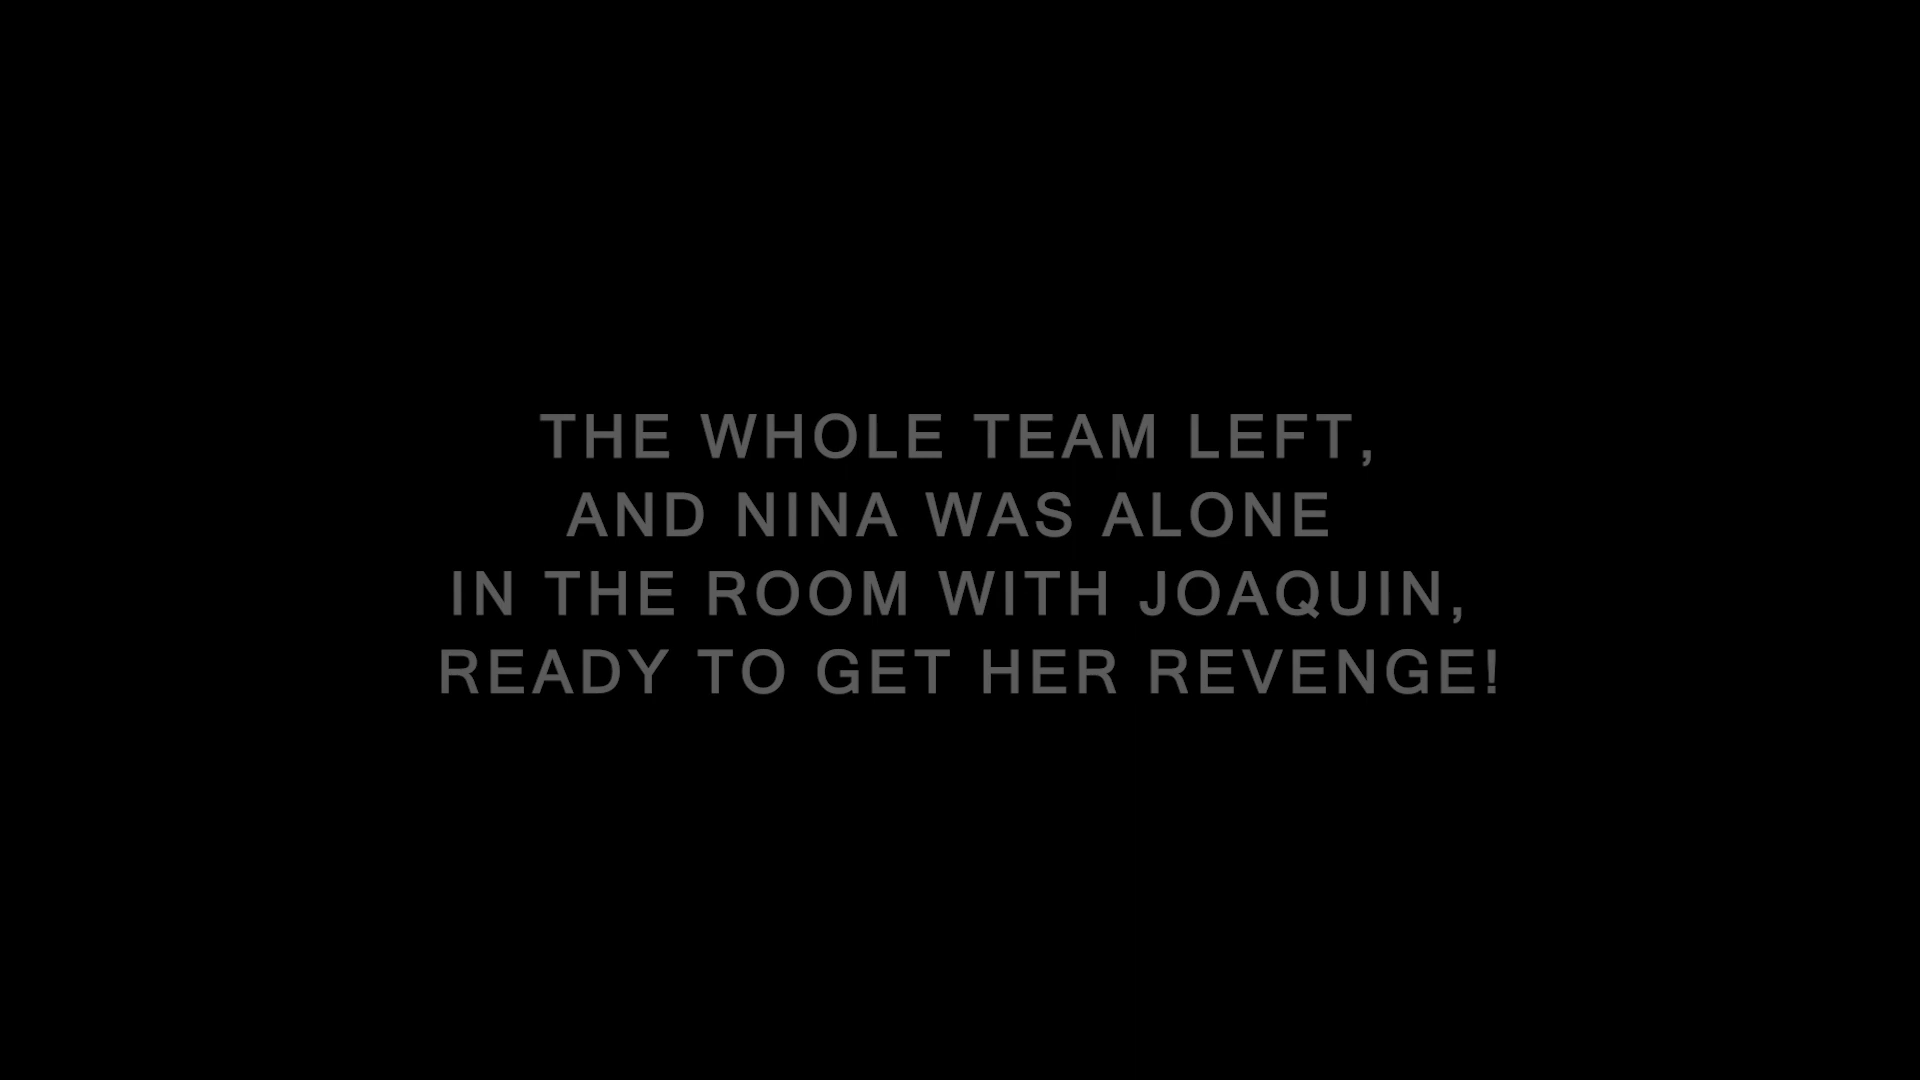 THE WHOLE TEAM LEFT,
AND NINA WAS ALONE
IN THE ROOM WITH JOAQUIN,
READY TO GET HER REVENGE!